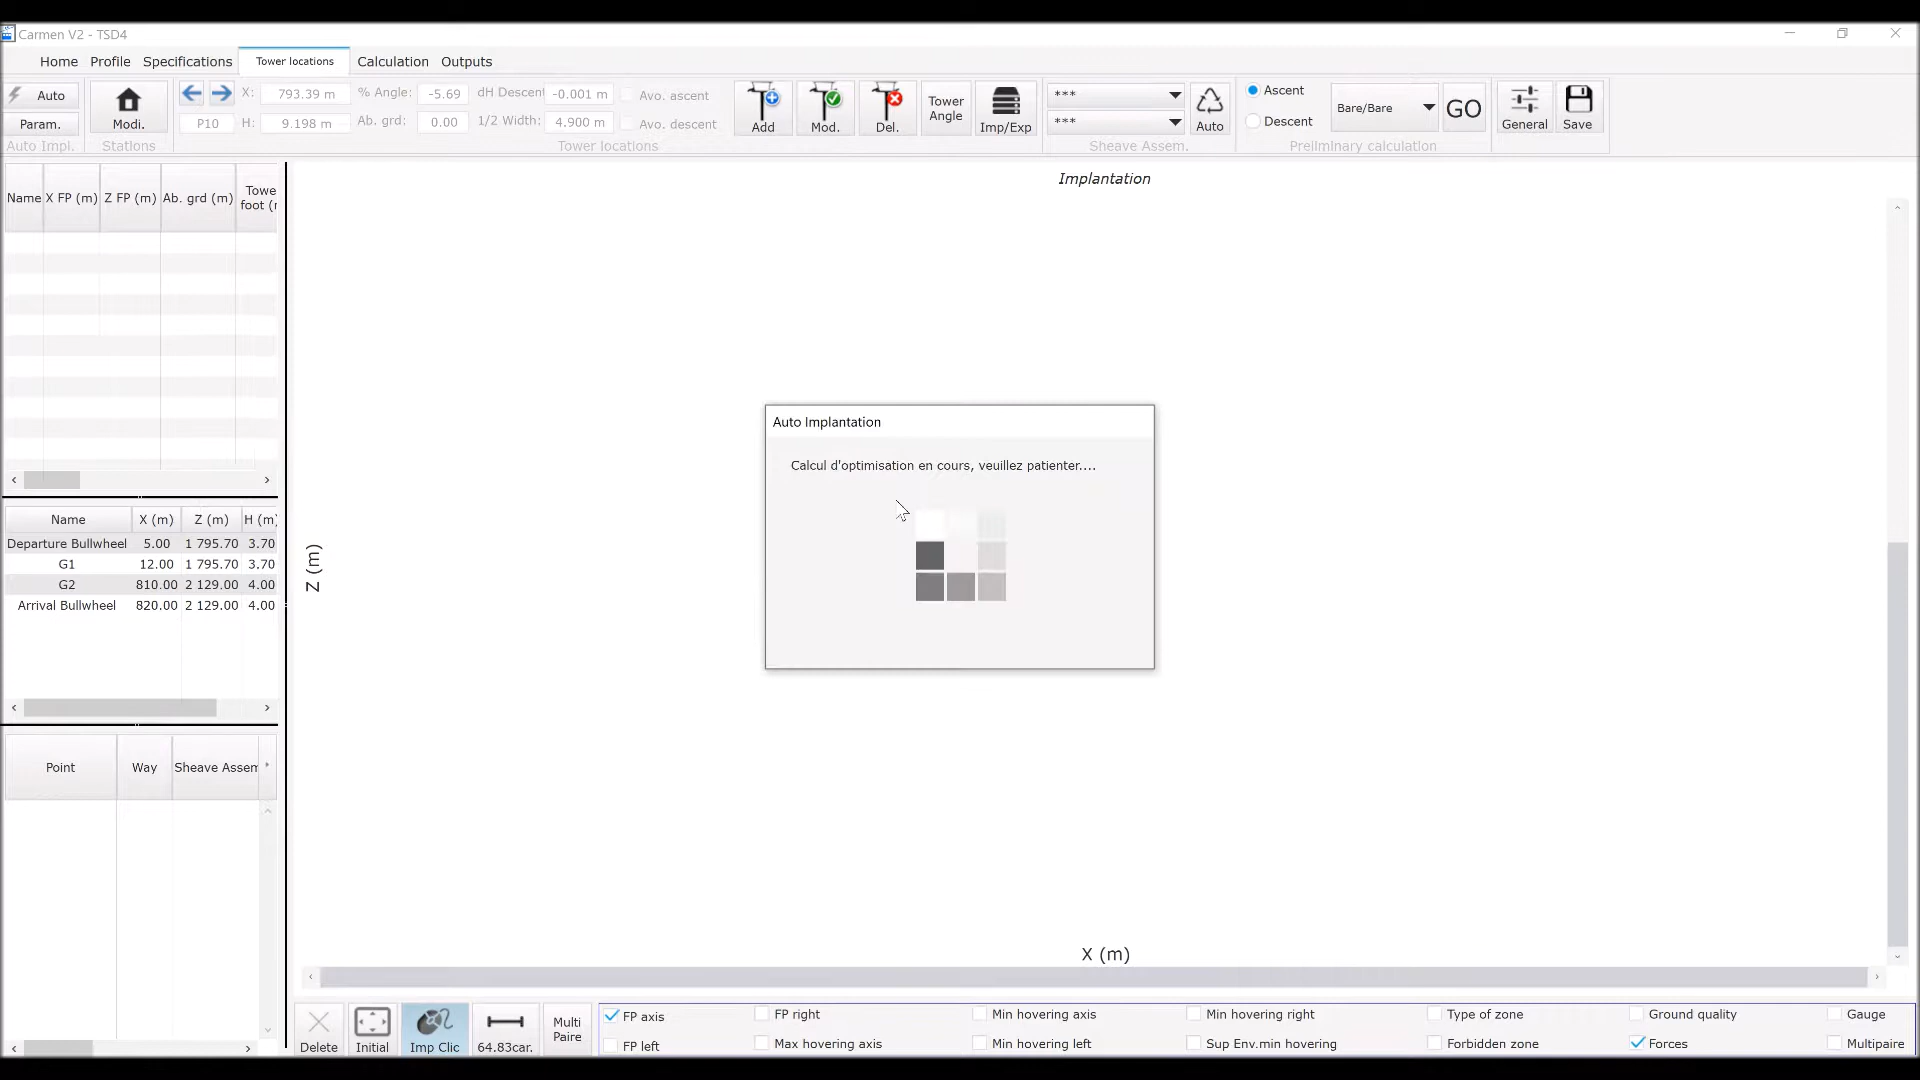 Carmen V2 - TSD4
Home Profile Specifications Tower locations Calculation Outputs
Auto
Param.
Auto Impl.
Modi.
Stations
X: 793.39 m % Angle: -5.69 dH Descent -0.001 m Avo. ascent
P10 H: 9.198 m Ab. grd: 0.00 1/2 Width: 4.900 m Avo. descent
Tower locations
Add
Mod.
Del.
Tower
Angle
Imp/Exp
***
***
Auto
Sheave Assem.
Ascent
Descent
Bare/Bare
GO
Preliminary calculation
General
Save
Name X FP (m) Z FP (m) Ab. grd (m) Towe
foot (r
Implantation
Auto Implantation
Calcul d'optimisation en cours, veuillez patienter....
Name X (m) Z (m) H (m)
Departure Bullwheel 5.00 1 795.70 3.70
G1 12.00 1 795.70 3.70
G2 810.00 2 129.00 4.00
Arrival Bullwheel 820.00 2 129.00 4.00
Z (m)
Point Way Sheave Assem
X (m)
Delete
Initial
Imp Clic
64.83car.
Multi
Paire
FP axis FP right Min hovering axis Min hovering right Type of zone Ground quality Gauge
FP left Max hovering axis Min hovering left Sup Env.min hovering Forbidden zone Forces Multipaire